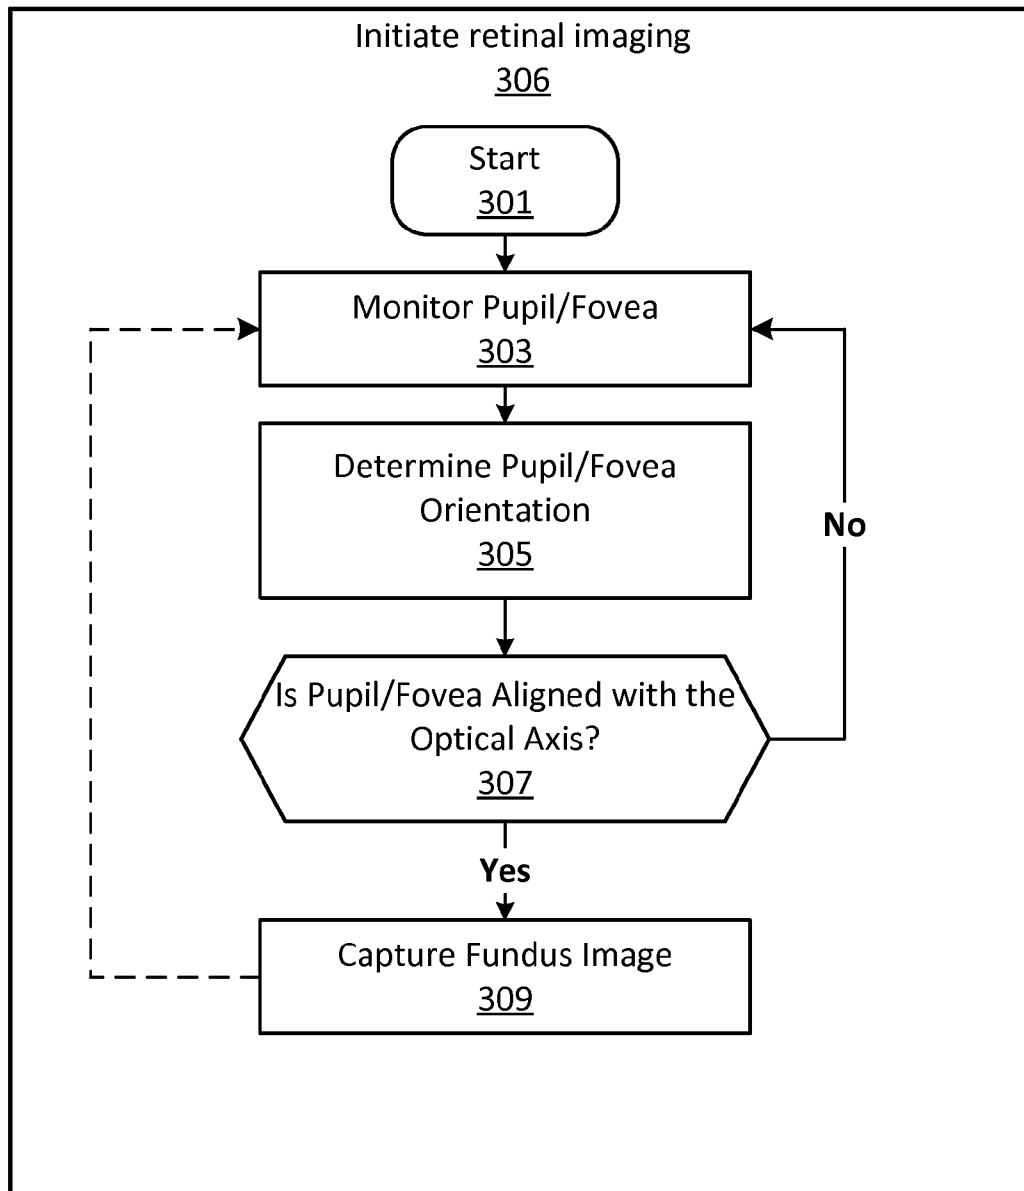 Initiate retinal imaging
306
Start
301
Monitor Pupil/Fovea
303
Determine Pupil/Fovea
Orientation
305
No
Is Pupil/Fovea Aligned with the
Optical Axis?
307
Yes
Capture Fundus Image
309